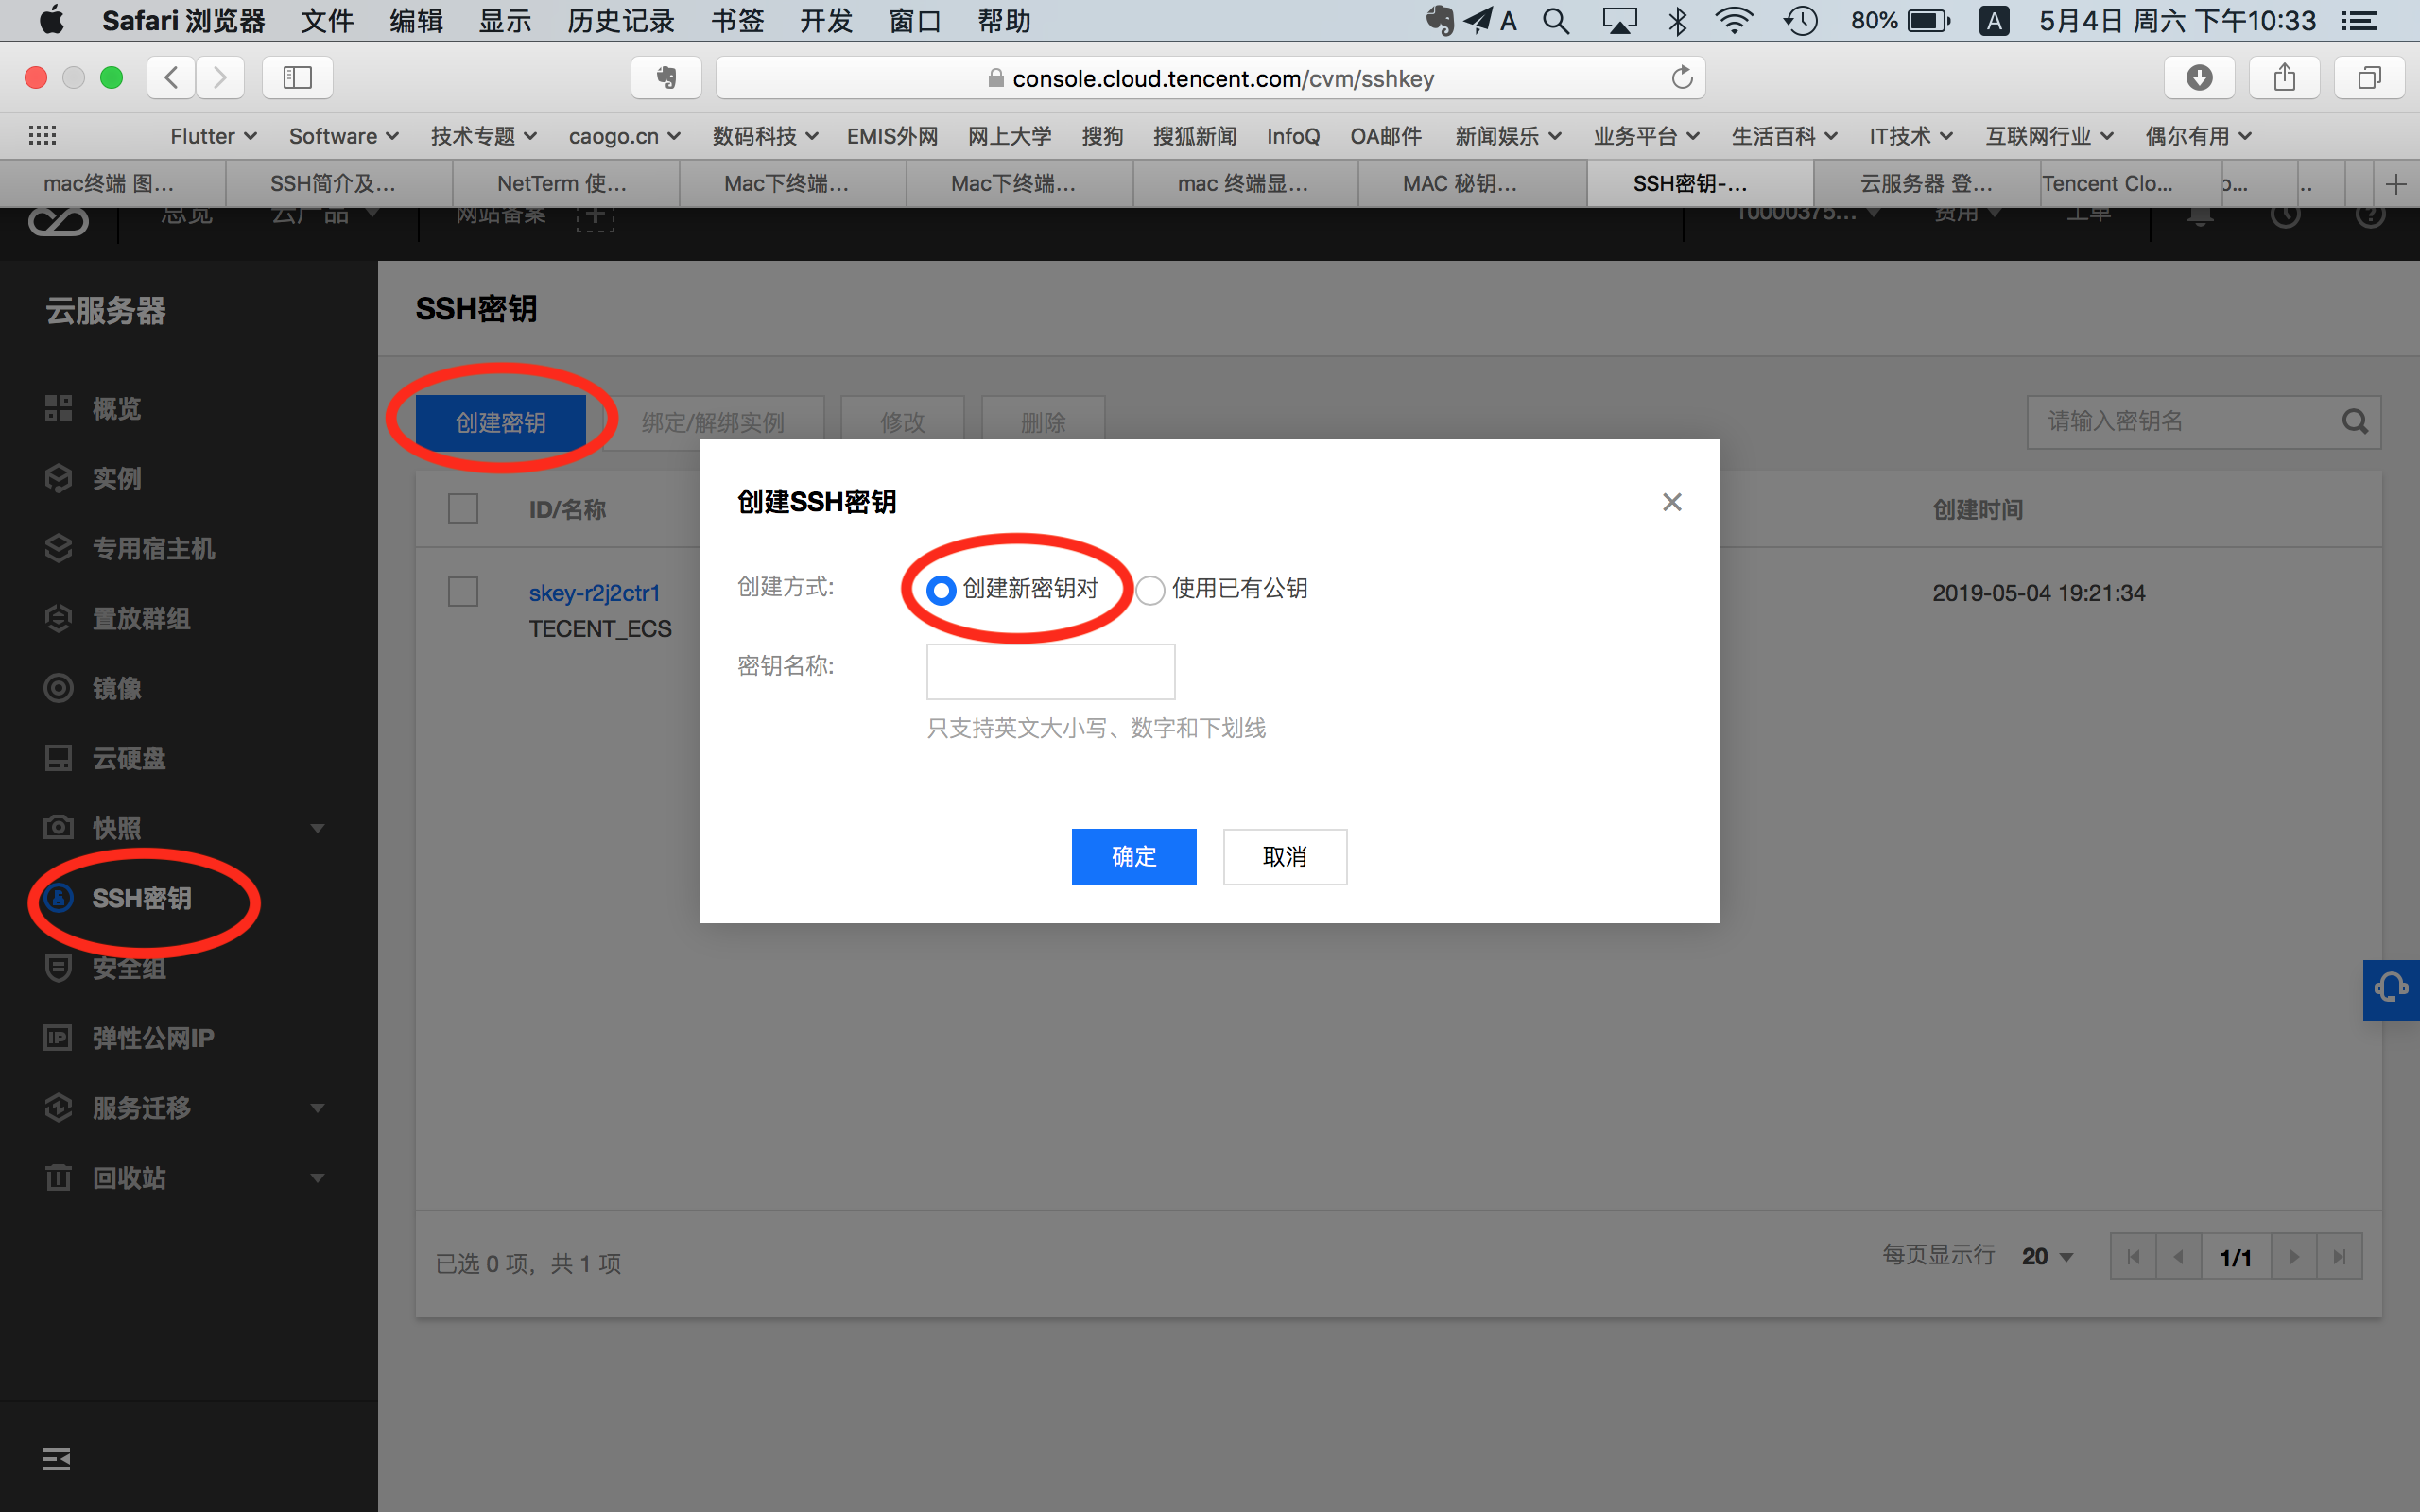 Safari 浏览器 文件 编辑 显示 历史记录 书签 开发 窗口 帮助 A 80% A 5月4日 周六 下午10:33
console.cloud.tencent.com/cvm/sshkey
Flutter Software 技术专题 caogo.cn 数码科技 EMIS外网 网上大学 搜狗 搜狐新闻 InfoQ OA邮件 新闻娱乐 业务平台 生活百科 IT技术 互联网行业 偶尔有用
mac终端 图... SSH简介及... NetTerm 使... Mac下终端... Mac下终端... mac 终端显... MAC 秘钥... SSH密钥-... 云服务器 登... Tencent Clo... ...
总览 云产品 网站备案 10000375... 费用 工单
云服务器
SSH密钥
创建密钥 绑定/解绑实例 修改 删除 请输入密钥名
概览
实例
专用宿主机
置放群组
镜像
云硬盘
快照
SSH密钥
安全组
弹性公网IP
服务迁移
回收站
ID/名称 创建时间
skey-r2j2ctr1 2019-05-04 19:21:34
TECENT_ECS
创建SSH密钥
创建方式: 创建新密钥对 使用已有公钥
密钥名称:
只支持英文大小写、数字和下划线
确定 取消
已选 0 项，共 1 项 每页显示行 20 1/1